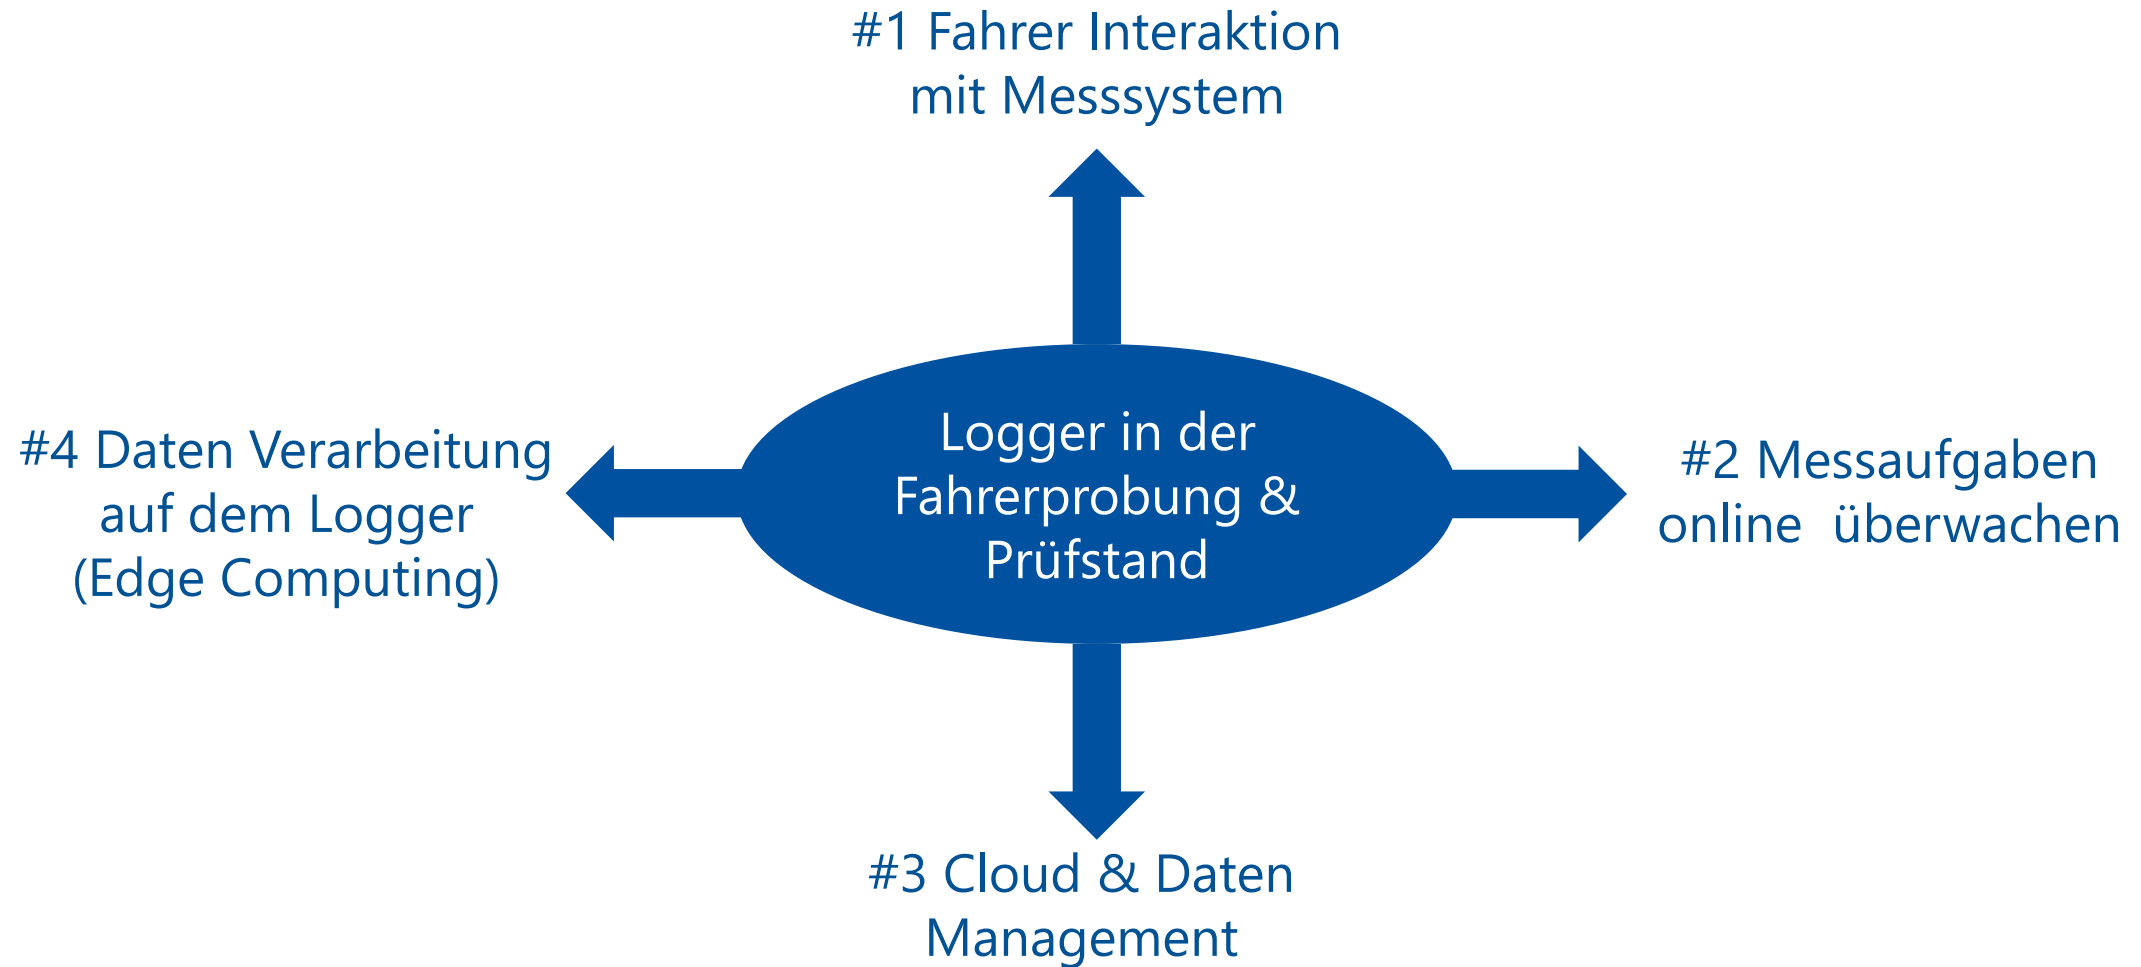 #1 Fahrer Interaktion
mit Messsystem
Logger in der
Fahrerprobung &
Prüfstand
#2 Messaufgaben
online  überwachen
#3 Cloud & Daten
Management
#4 Daten Verarbeitung
auf dem Logger
(Edge Computing)